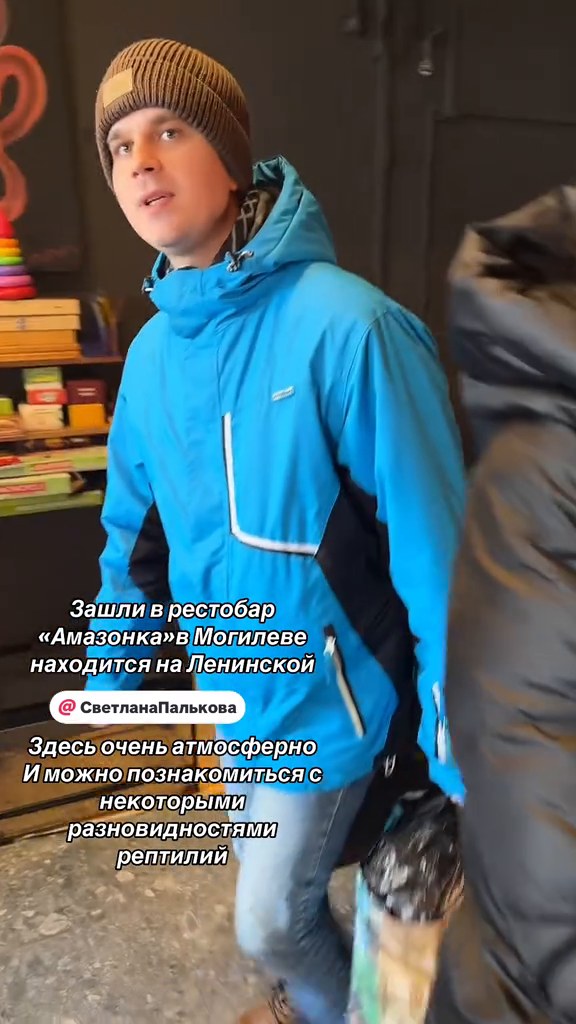 Зашли в рестобар
«Амазонка»в Могилеве
находится на Ленинской
@СветланаПалькова
Здесь очень атмосферно
И можно познакомиться с
некоторыми
разновидностями
рептилий